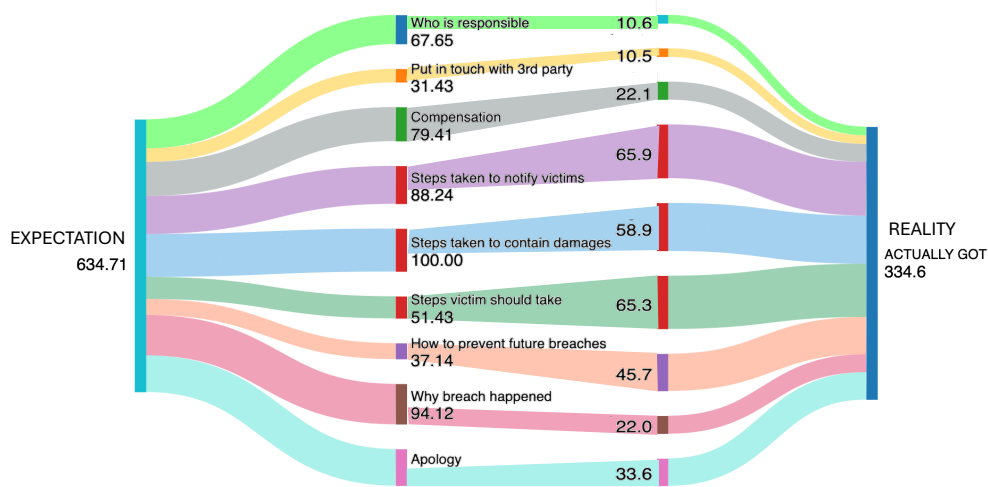 EXPECTATION
634.71
Who is responsible
67.65
Put in touch with 3rd party
31.43
Compensation
79.41
Steps taken to notify victims
88.24
Steps taken to contain damages
100.00
Steps victim should take
51.43
How to prevent future breaches
37.14
Why breach happened
94.12
Apology
10.6
10.5
22.1
65.9
58.9
65.3
45.7
22.0
33.6
REALITY
ACTUALLY GOT
334.6